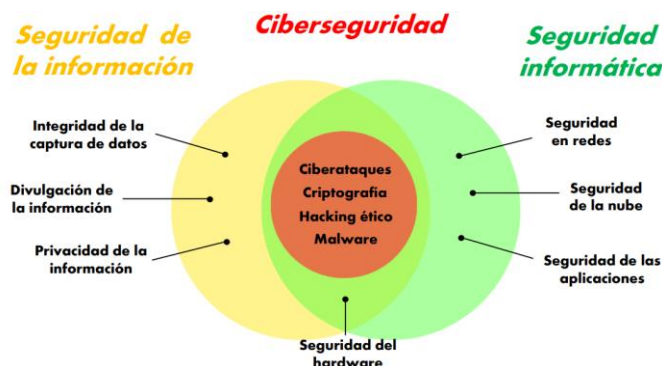 Seguridad de
la información
Ciberseguridad
Seguridad
informática
Integridad de la
captura de datos
Divulgación de
la información
Privacidad de la
información
Ciberataques
Criptografía
Hacking ético
Malware
Seguridad
en redes
Seguridad
de la nube
Seguridad de las
aplicaciones
Seguridad del
hardware